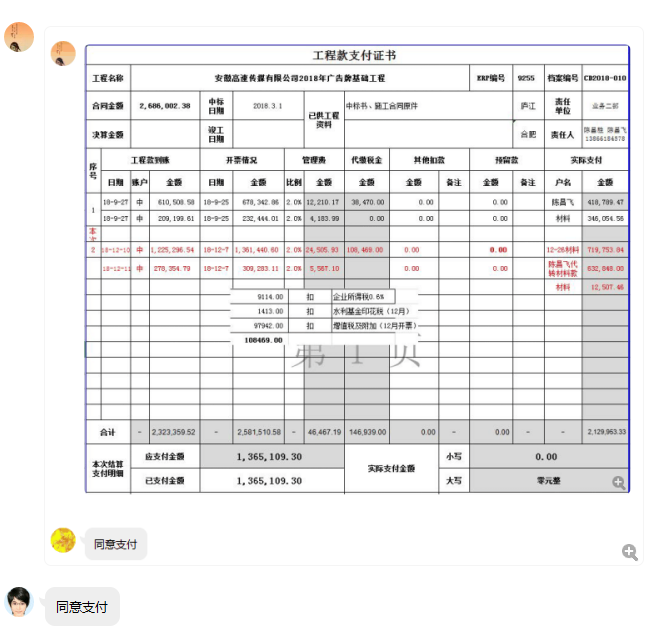 工程款支付证书
工程名称 安徽高速传媒有限公司2018年广告牌基础工程 ERP编号 9255 档案编号 CB2018-010
合同金额 2,686,002.38 中标日期 2018.3.1 已供工程资料 中标书、施工合同原件 庐江 责任单位 业务二部
决算金额 竣工日期 合肥 责任人 陈昌飞
序号 工程款到账 开票情况 管理费 代缴税金 其他扣款 预留款 实际支付
日期 账户 金额 日期 金额 比例 金额 金额 金额 备注 金额 备注 户名 金额
1 18-9-27 中 610,508.58 18-9-25 678,342.86 2.0% 12,210.17 38,470.00 0.00 0.00 陈昌飞 418,789.47
18-9-27 中 209,199.61 18-9-25 232,444.01 2.0% 4,183.99 0.00 0.00 0.00 材料 346,054.56
本次
2 18-12-10 中 1,225,296.54 18-12-7 1,361,440.60 2.0% 24,505.93 108,469.00 0.00 0.00 12-26材料 719,753.84
18-12-11 中 278,354.79 18-12-7 309,283.11 2.0% 5,567.10 0.00 0.00 陈昌飞代转材料款 632,848.00
材料 12,507.46
9114.00 扣 企业所得税0.6%
1413.00 扣 水利基金印花税（12月）
97942.00 扣 增值税及附加（12月开票）
108469.00
第 1 页
合计 - 2,323,359.52 - 2,581,510.58 - 46,467.19 146,939.00 0.00 - 0.00 - - 2,129,953.33
本次结算支付明细 应支付金额 1,365,109.30 实际支付金额 小写 0.00
已支付金额 1,365,109.30 大写 零元整
同意支付
同意支付